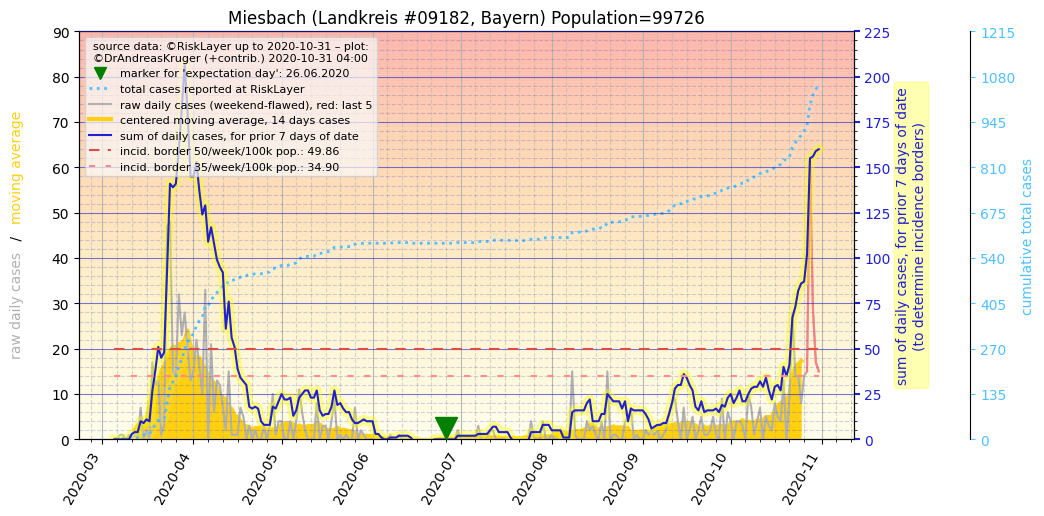 Miesbach (Landkreis #09182, Bayern) Population=99726
source data: ©RiskLayer up to 2020-10-31 – plot:
©DrAndreasKruger (+contrib.) 2020-10-31 04:00
marker for 'expectation day': 26.06.2020
total cases reported at RiskLayer
raw daily cases (weekend-flawed), red: last 5
centered moving average, 14 days cases
sum of daily cases, for prior 7 days of date
incid. border 50/week/100k pop.: 49.86
incid. border 35/week/100k pop.: 34.90
raw daily cases / moving average
90
80
70
60
50
40
30
20
10
0
225
200
175
150
125
100
75
50
25
0
sum of daily cases, for prior 7 days of date
(to determine incidence borders)
1215
1080
945
810
675
540
405
270
135
0
cumulative total cases
2020-03
2020-04
2020-05
2020-06
2020-07
2020-08
2020-09
2020-10
2020-11